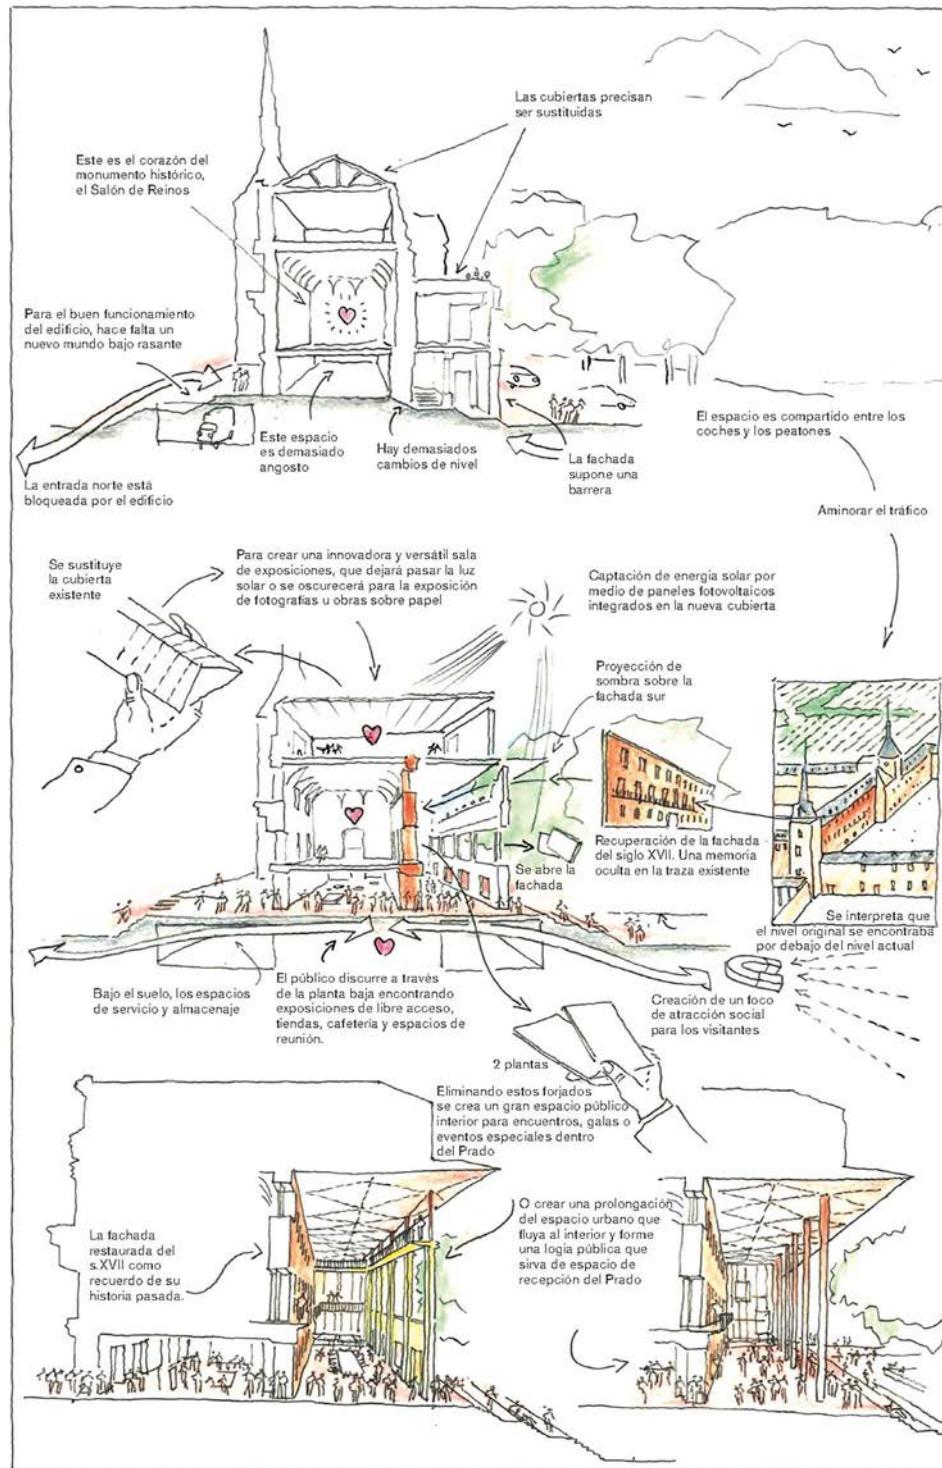 Las cubiertas precisan
ser sustituidas
Este es el corazón del
monumento histórico,
el Salón de Reinos
Para el buen funcionamiento
del edificio, hace falta un
nuevo mundo bajo rasante
El espacio es compartido entre los
coches y los peatones
Este espacio
es demasiado
angosto
Hay demasiados
cambios de nivel
La fachada
supone una
barrera
La entrada norte está
bloqueada por el edificio
Aminorar el tráfico
Se sustituye
la cubierta
existente
Para crear una innovadora y versátil sala
de exposiciones, que dejará pasar la luz
solar o se oscurecerá para la exposición
de fotografías u obras sobre papel
Captación de energía solar por
medio de paneles fotovoltaicos
integrados en la nueva cubierta
Proyección de
sombra sobre la
fachada sur
Recuperación de la fachada
del siglo XVII. Una memoria
oculta en la traza existente
Se abre la
fachada
Se interpreta que
el nivel original se encontraba
por debajo del nivel actual
Bajo el suelo, los espacios
de servicio y almacenaje
El público discurre a través
de la planta baja encontrando
exposiciones de libre acceso,
tiendas, cafetería y espacios de
reunión.
Creación de un foco
de atracción social
para los visitantes
2 plantas
Eliminando estos forjados
se crea un gran espacio público
interior para encuentros, galas o
eventos especiales dentro
del Prado
La fachada
restaurada del
s.XVII como
recuerdo de su
historia pasada.
O crear una prolongación
del espacio urbano que
fluya al interior y forme
una logia pública que
sirva de espacio de
recepción del Prado